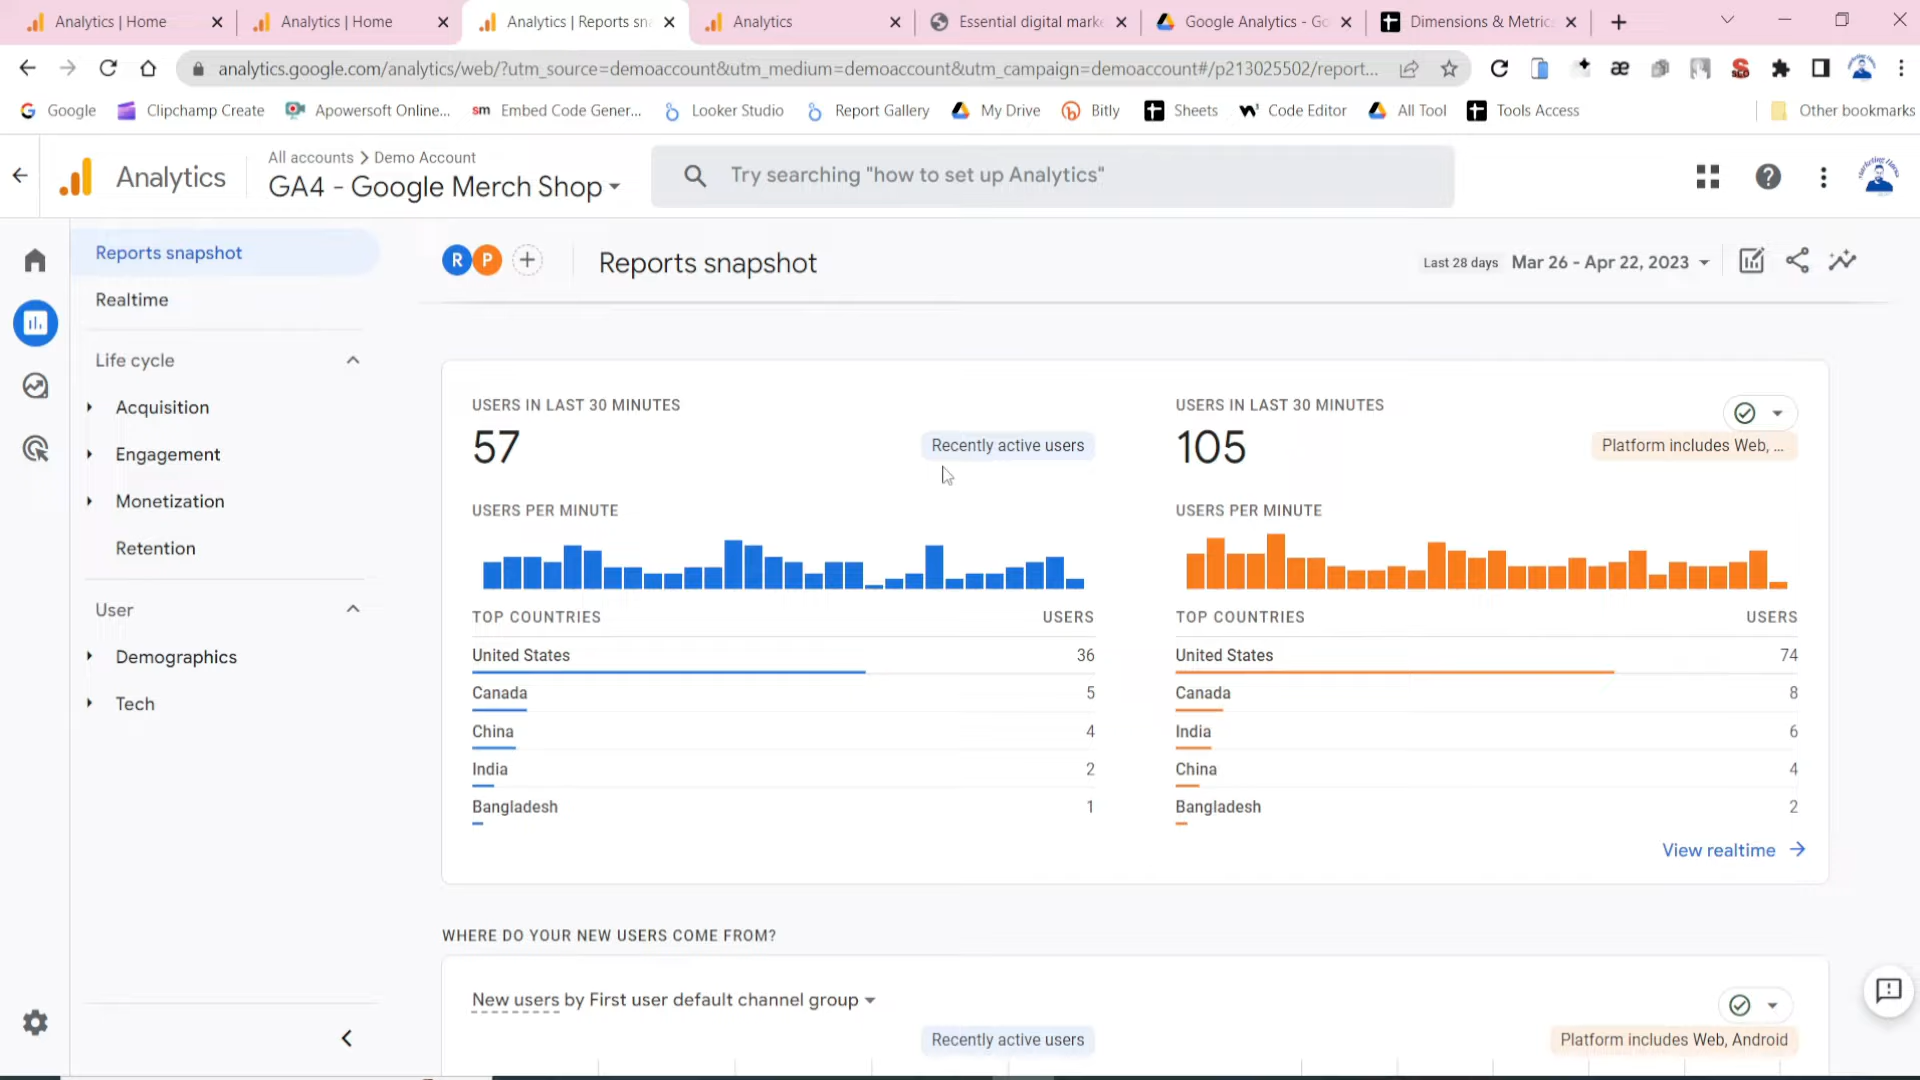 Analytics | Home
Analytics | Home
Analytics | Reports sn
Analytics
Essential digital marke
Google Analytics - Go
Dimensions & Metric
analytics.google.com/analytics/web/?utm_source=demoaccount&utm_medium=demoaccount&utm_campaign=demoaccount#/p213025502/report...
Google
Clipchamp Create
Apowersoft Online...
Embed Code Gener...
Looker Studio
Report Gallery
My Drive
Bitly
Sheets
Code Editor
All Tool
Tools Access
Other bookmarks
Analytics
All accounts > Demo Account
GA4 - Google Merch Shop
Try searching "how to set up Analytics"
Reports snapshot
Realtime
Life cycle
Acquisition
Engagement
Monetization
Retention
User
Demographics
Tech
R P
Reports snapshot
Last 28 days Mar 26 - Apr 22, 2023
USERS IN LAST 30 MINUTES
57
Recently active users
USERS PER MINUTE
TOP COUNTRIES USERS
United States 36
Canada 5
China 4
India 2
Bangladesh 1
USERS IN LAST 30 MINUTES
105
Platform includes Web, ...
USERS PER MINUTE
TOP COUNTRIES USERS
United States 74
Canada 8
India 6
China 4
Bangladesh 2
View realtime
WHERE DO YOUR NEW USERS COME FROM?
New users by First user default channel group
Recently active users
Platform includes Web, Android